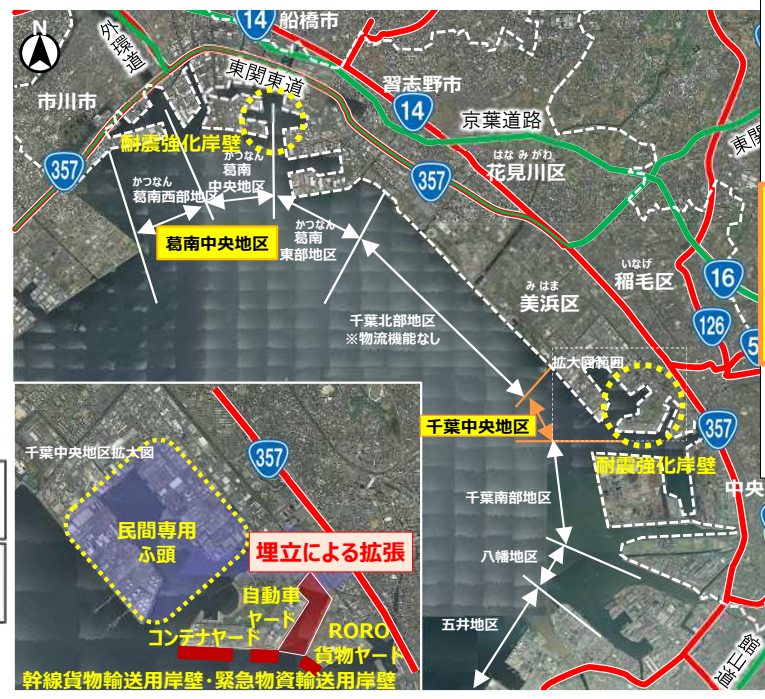 N
14
船橋市
外環道
東関東道
市川市
習志野市
14
京葉道路
耐震強化岸壁
357
357
はなみがわ
花見川区
東関
かつなん
葛南西部地区
かつなん
葛南
中央地区
葛南中央地区
かつなん
葛南
東部地区
いなげ
稲毛区
16
みはま
美浜区
千葉北部地区
※物流機能なし
126
5
拡大図範囲
千葉中央地区
357
耐震強化岸壁
中央
千葉南部地区
八幡地区
五井地区
館山道
千葉中央地区拡大図
357
民間専用
ふ頭
埋立による拡張
自動車
ヤード
コンテナヤード
RORO
貨物ヤード
幹線貨物輸送用岸壁・緊急物資輸送用岸壁